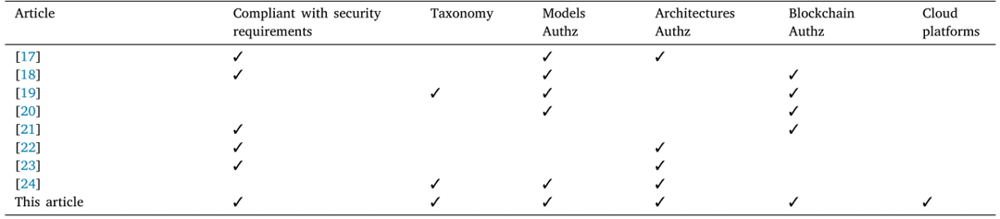 Article Compliant with security requirements Taxonomy Models Authz Architectures Authz Blockchain Authz Cloud platforms
[17] ✓ ✓ ✓
[18] ✓ ✓ ✓
[19] ✓ ✓ ✓
[20] ✓ ✓
[21] ✓ ✓
[22] ✓ ✓
[23] ✓ ✓
[24] ✓ ✓ ✓
This article ✓ ✓ ✓ ✓ ✓ ✓